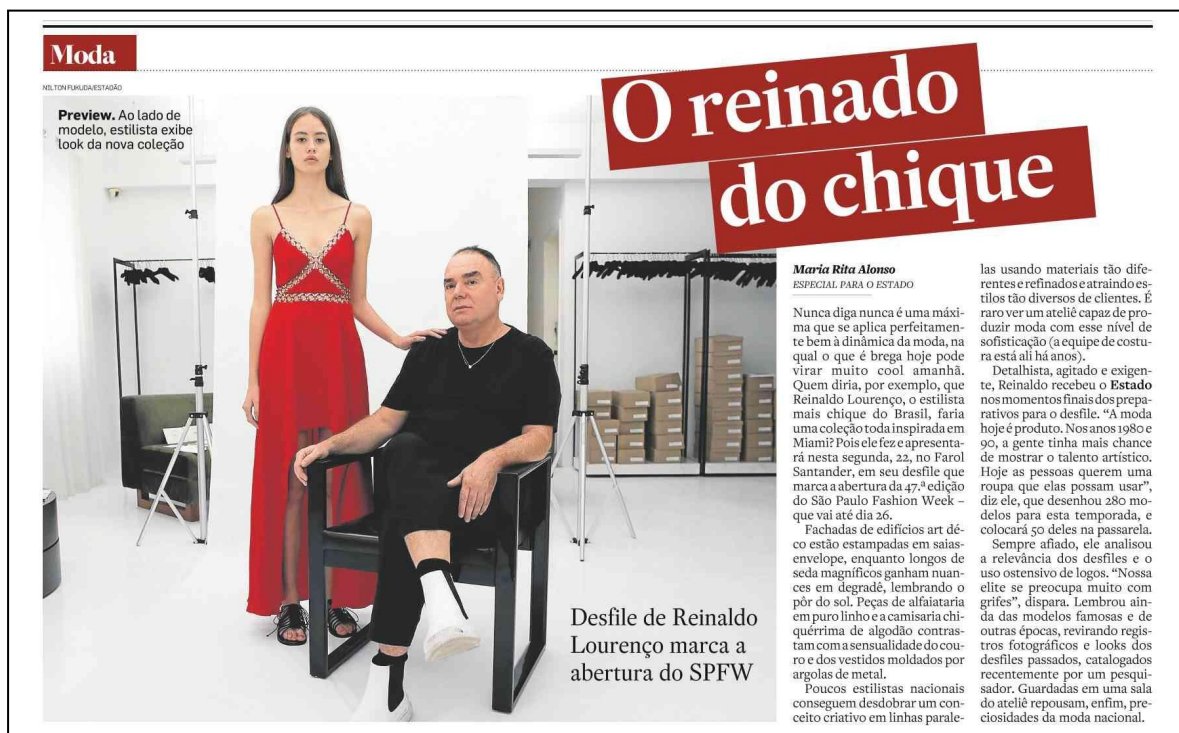 Moda
NILTON FUKUDA/ESTADÃO
Preview. Ao lado de
modelo, estilista exibe
look da nova coleção
O reinado
do chique
Desfile de Reinaldo
Lourenço marca a
abertura do SPFW
Maria Rita Alonso
ESPECIAL PARA O ESTADO
Nunca diga nunca é uma máxi-
ma que se aplica perfeitamen-
te bem à dinâmica da moda, na
qual o que é brega hoje pode
virar muito cool amanhã.
Quem diria, por exemplo, que
Reinaldo Lourenço, o estilista
mais chique do Brasil, faria
uma coleção toda inspirada em
Miami? Pois ele fez e apresenta-
rá nesta segunda, 22, no Farol
Santander, em seu desfile que
marca a abertura da 47.ª edição
do São Paulo Fashion Week –
que vai até dia 26.
Fachadas de edifícios art dé-
co estão estampadas em saias-
envelope, enquanto longos de
seda magníficos ganham nuan-
ces em degradê, lembrando o
pôr do sol. Peças de alfaiataria
em puro linho e a camisaria chi-
quérrima de algodão contras-
tam com a sensualidade do cou-
ro e dos vestidos moldados por
argolas de metal.
Poucos estilistas nacionais
conseguem desdobrar um con-
ceito criativo em linhas parale-
las usando materiais tão dife-
rentes e refinados e atraindo es-
tilos tão diversos de clientes. É
raro ver um ateliê capaz de pro-
duzir moda com esse nível de
sofisticação (a equipe de costu-
ra está ali há anos).
Detalhista, agitado e exigen-
te, Reinaldo recebeu o Estado
nos momentos finais dos prepa-
rativos para o desfile. “A moda
hoje é produto. Nos anos 1980 e
90, a gente tinha mais chance
de mostrar o talento artístico.
Hoje as pessoas querem uma
roupa que elas possam usar”,
diz ele, que desenhou 280 mo-
delos para esta temporada, e
colocará 50 deles na passarela.
Sempre afiado, ele analisou
a relevância dos desfiles e o
uso ostensivo de logos. “Nossa
elite se preocupa muito com
grifes”, dispara. Lembrou ain-
da das modelos famosas e de
outras épocas, revirando regis-
tros fotográficos e looks dos
desfiles passados, catalogados
recentemente por um pesqui-
sador. Guardadas em uma sala
do ateliê repousam, enfim, pre-
ciosidades da moda nacional.